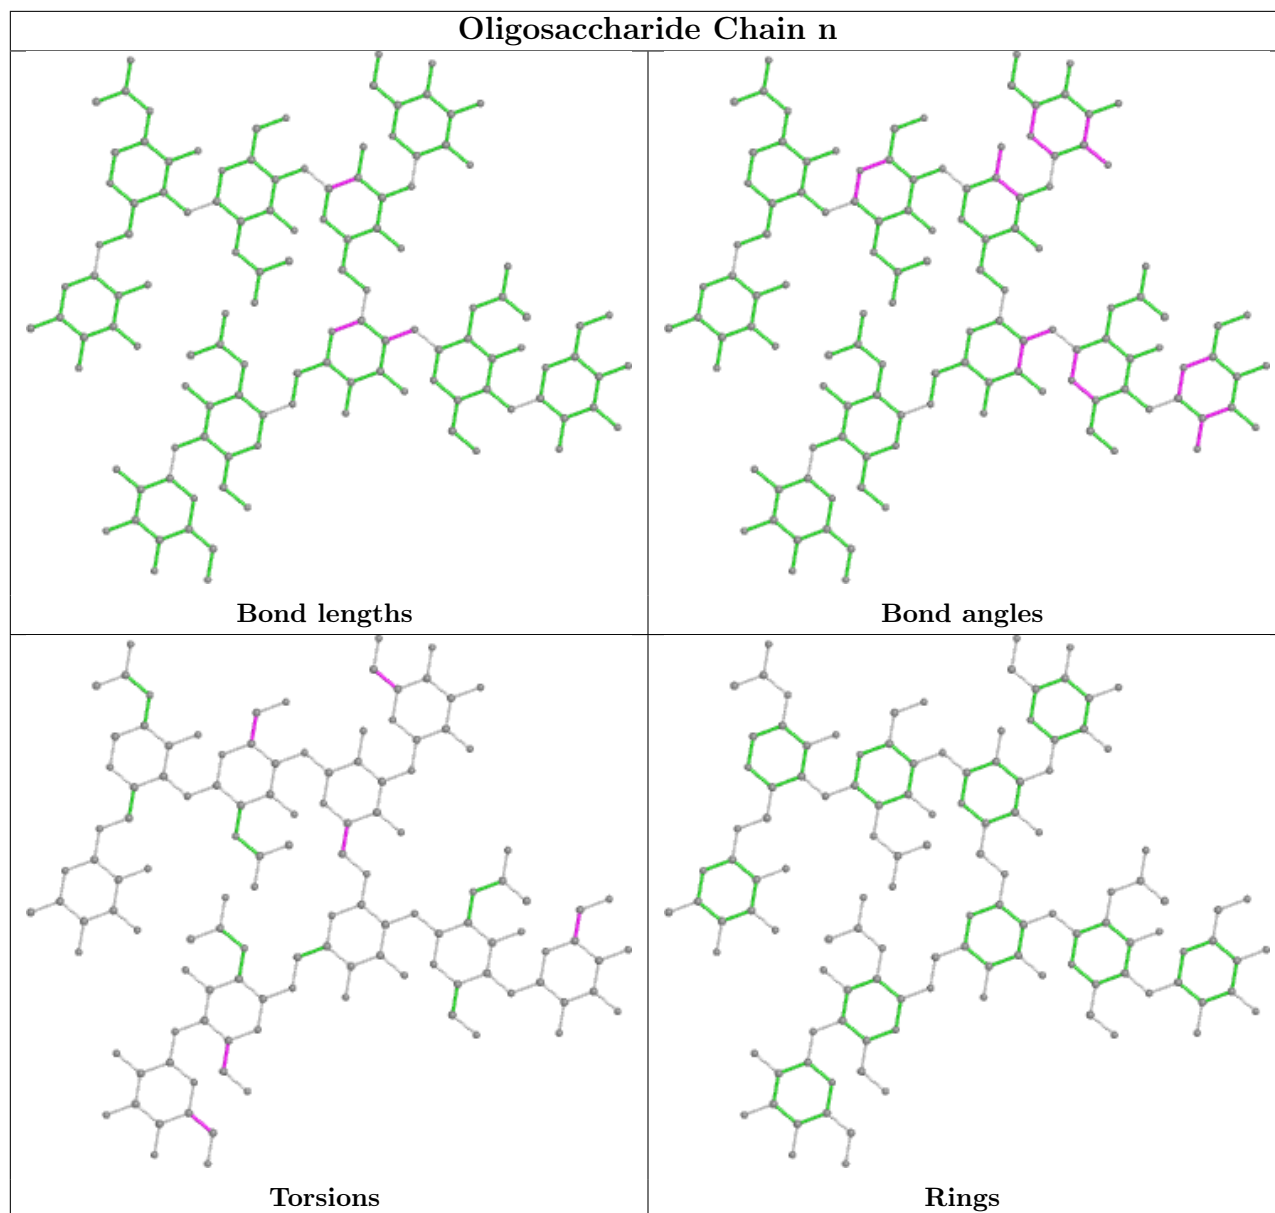 Oligosaccharide Chain n
Bond lengths
Bond angles
Torsions
Rings